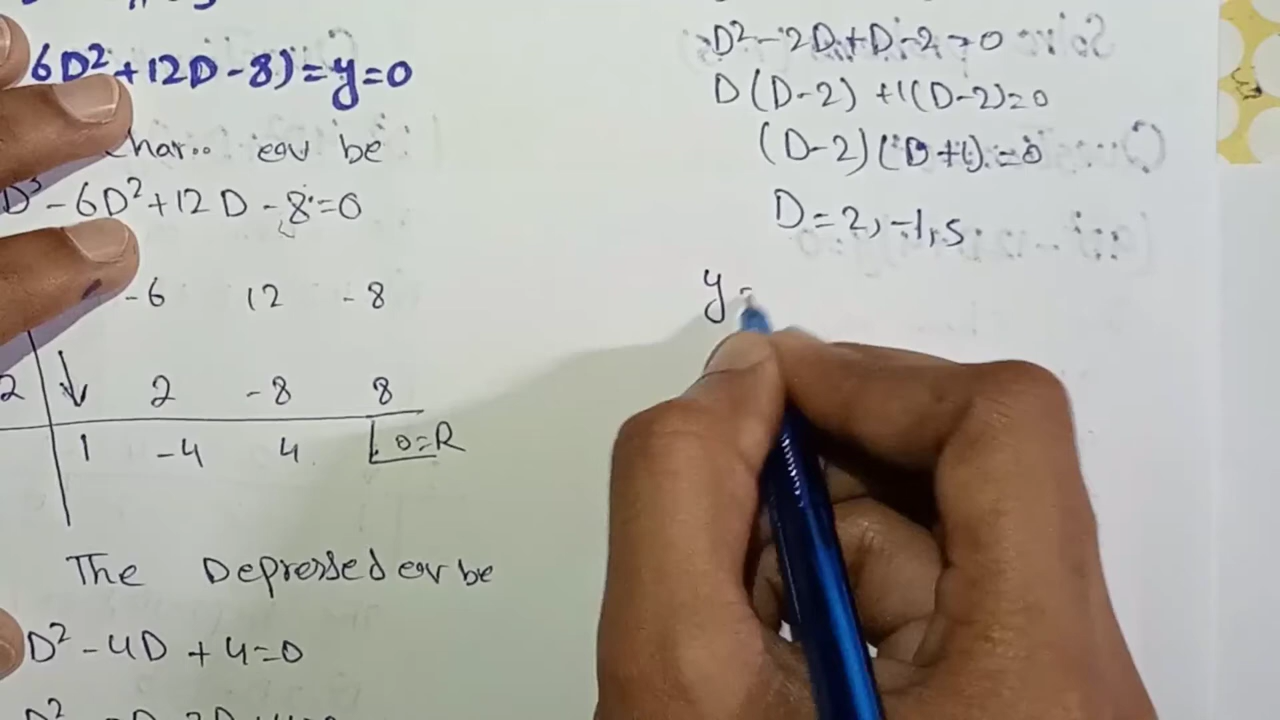 6D²+12D-8)=y=0
Char.. eqv be
D³-6D²+12D-8=0
-6 12 -8
2 2 -8 8
1 -4 4 0=R
The Depressed eqv be
D²-4D+4=0
D²-2D+D-2=0
D(D-2)+1(D-2)=0
(D-2)(D+1)=0
D=2,-1,5
y=